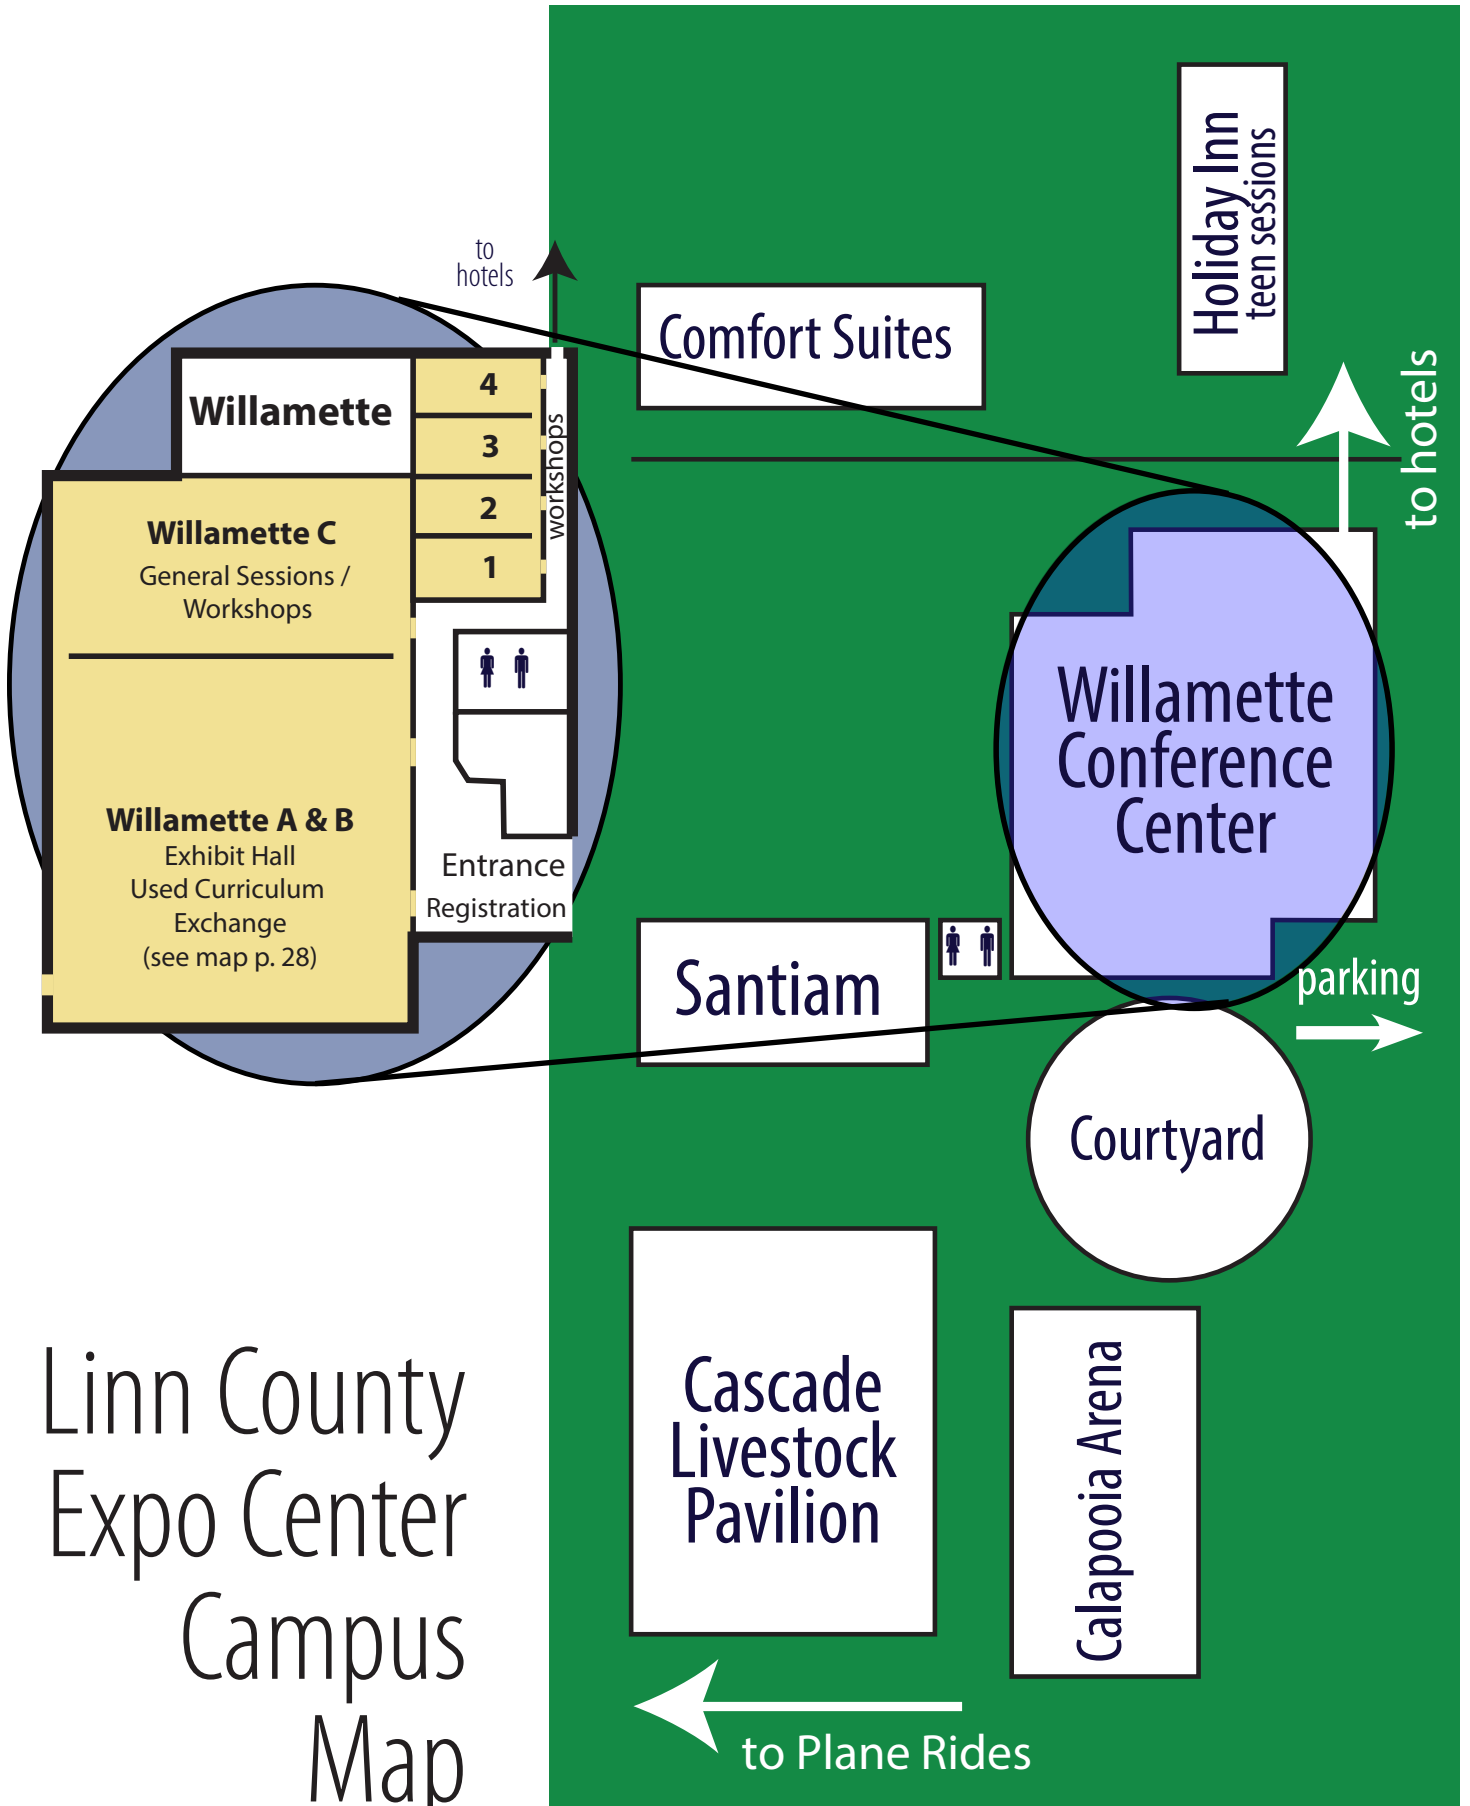 to
hotels
Willamette
4
3
2
1
workshops
Willamette C
General Sessions /
Workshops
Willamette A & B
Exhibit Hall
Used Curriculum
Exchange
(see map p. 28)
Entrance
Registration
Holiday Inn
teen sessions
Comfort Suites
to hotels
Willamette
Conference
Center
Santiam
parking
Courtyard
Cascade
Livestock
Pavilion
Calapooia Arena
to Plane Rides
Linn County
Expo Center
Campus
Map